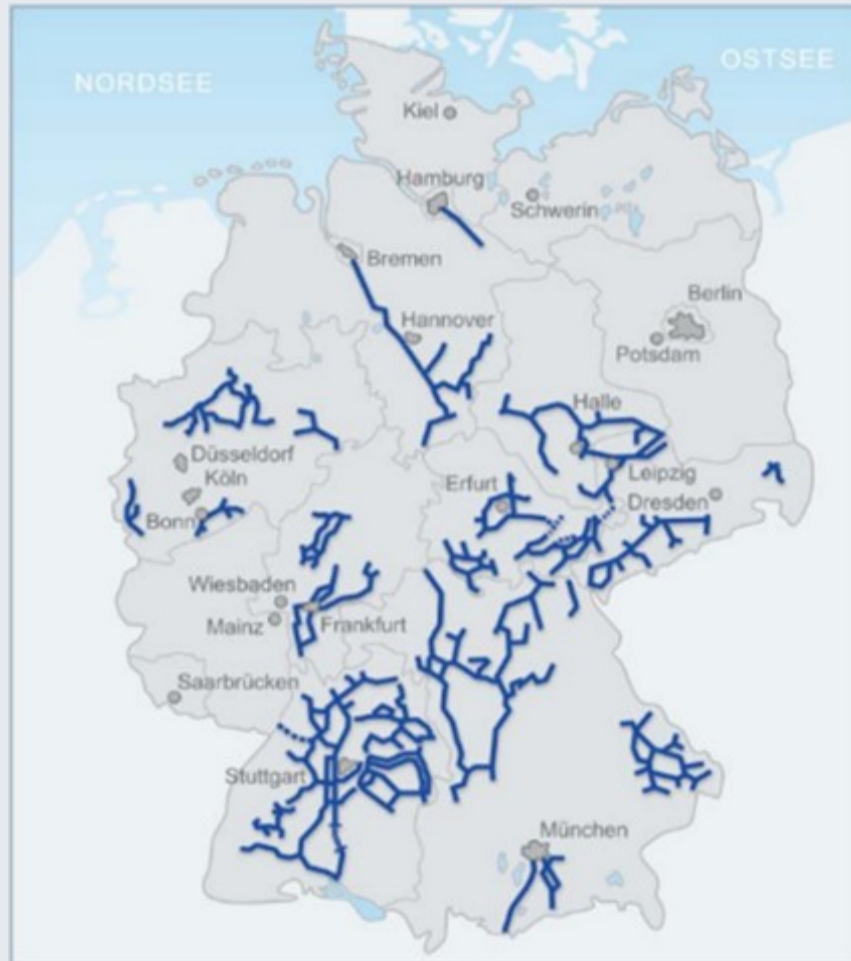 NORDSEE
OSTSEE
Kiel
Hamburg
Schwerin
Bremen
Berlin
Hannover
Potsdam
Halle
Düsseldorf
Leipzig
Köln
Erfurt
Dresden
Bonn
Wiesbaden
Mainz
Frankfurt
Saarbrücken
Stuttgart
München